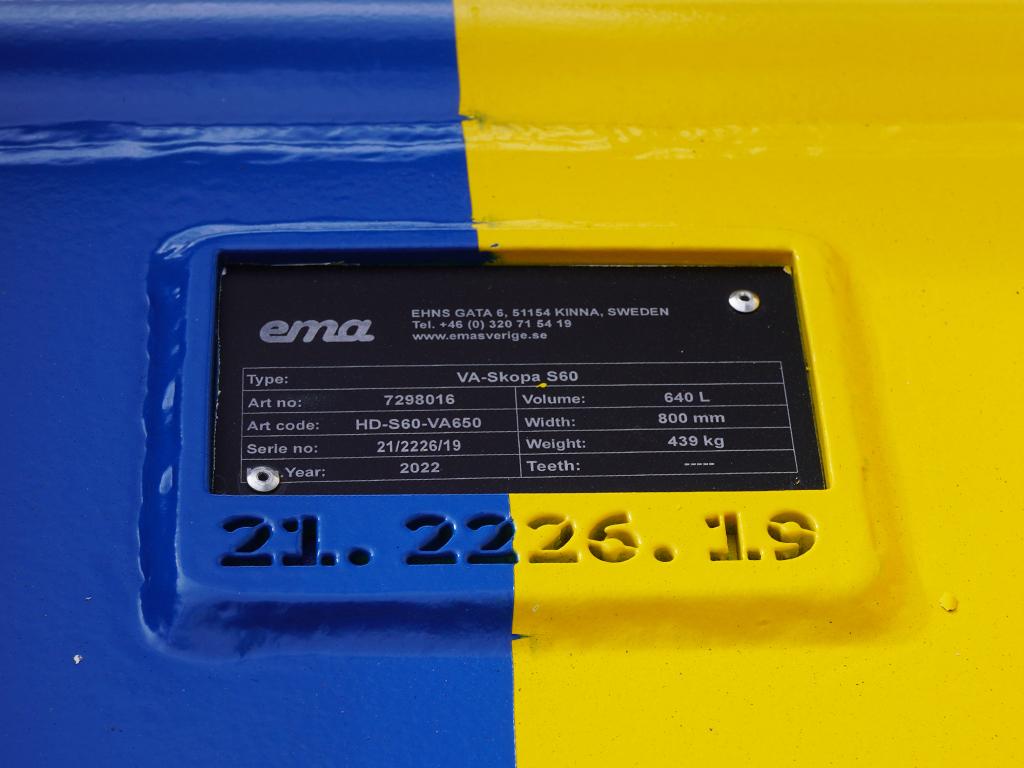 ema
EHNS GATA 6, 51154 KINNA, SWEDEN
Tel. +46 (0) 320 71 54 19
www.emasverige.se
Type: VA-Skopa S60
Art no: 7298016 Volume: 640 L
Art code: HD-S60-VA650 Width: 800 mm
Serie no: 21/2226/19 Weight: 439 kg
Year: 2022 Teeth: -----
21. 2226. 19